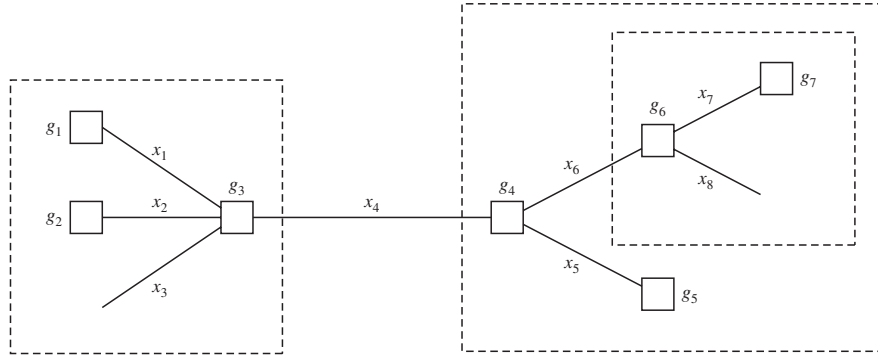 g₇
x₇
g₆
g₁
x₁
x₆
x₈
g₃
g₄
g₂
x₂
x₄
x₅
x₃
g₅